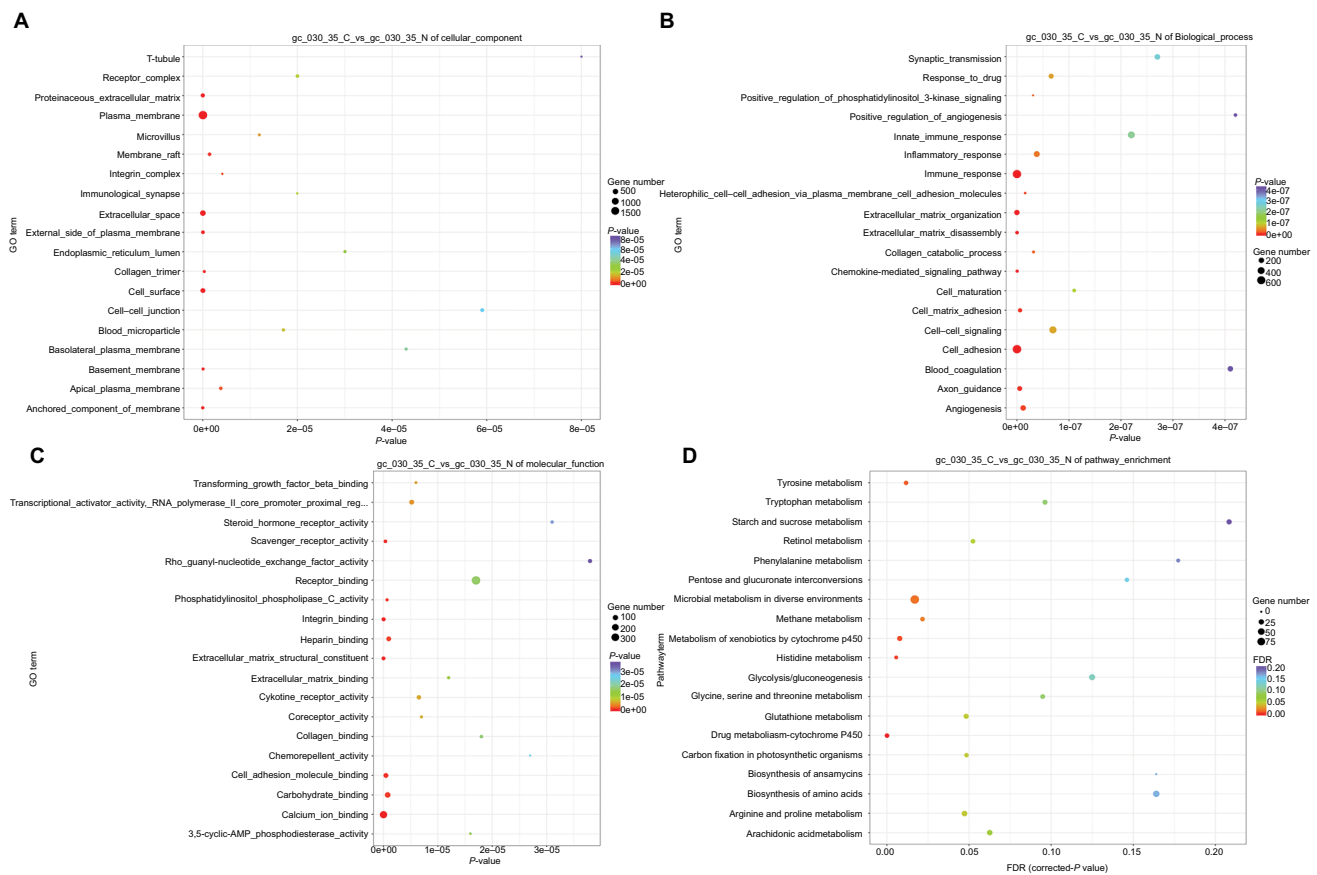 A
gc_030_35_C_vs_gc_030_35_N of cellular_component
GO term
T-tubule
Receptor_complex
Proteinaceous_extracellular_matrix
Plasma_membrane
Microvillus
Membrane_raft
Integrin_complex
Immunological_synapse
Extracellular_space
External_side_of_plasma_membrane
Endoplasmic_reticulum_lumen
Collagen_trimer
Cell_surface
Cell–cell_junction
Blood_microparticle
Basolateral_plasma_membrane
Basement_membrane
Apical_plasma_membrane
Anchored_component_of_membrane
0e+00 2e–05 4e–05 6e–05 8e–05
P-value
Gene number
500
1000
1500
P-value
8e–05
8e–05
4e–05
2e–05
0e+00
B
gc_030_35_C_vs_gc_030_35_N of Biological_process
GO term
Synaptic_transmission
Response_to_drug
Positive_regulation_of_phosphatidylinositol_3-kinase_signaling
Positive_regulation_of_angiogenesis
Innate_immune_response
Inflammatory_response
Immune_response
Heterophilic_cell–cell_adhesion_via_plasma_membrane_cell_adhesion_molecules
Extracellular_matrix_organization
Extracellular_matrix_disassembly
Collagen_catabolic_process
Chemokine-mediated_signaling_pathway
Cell_maturation
Cell_matrix_adhesion
Cell–cell_signaling
Cell_adhesion
Blood_coagulation
Axon_guidance
Angiogenesis
0e+00 1e–07 2e–07 3e–07 4e–07
P-value
P-value
4e–07
3e–07
2e–07
1e–07
0e+00
Gene number
200
400
600
C
gc_030_35_C_vs_gc_030_35_N of molecular_function
GO term
Transforming_growth_factor_beta_binding
Transcriptional_activator_activity,_RNA_polymerase_II_core_promoter_proximal_reg...
Steroid_hormone_receptor_activity
Scavenger_receptor_activity
Rho_guanyl-nucleotide_exchange_factor_activity
Receptor_binding
Phosphatidylinositol_phospholipase_C_activity
Integrin_binding
Heparin_binding
Extracellular_matrix_structural_constituent
Extracellular_matrix_binding
Cykotine_receptor_activity
Coreceptor_activity
Collagen_binding
Chemorepellent_activity
Cell_adhesion_molecule_binding
Carbohydrate_binding
Calcium_ion_binding
3,5-cyclic-AMP_phosphodiesterase_activity
0e+00 1e–05 2e–05 3e–05
P-value
Gene number
100
200
300
P-value
3e–05
2e–05
1e–05
0e+00
D
gc_030_35_C_vs_gc_030_35_N of pathway_enrichment
Pathwayterm
Tyrosine metabolism
Tryptophan metabolism
Starch and sucrose metabolism
Retinol metabolism
Phenylalanine metabolism
Pentose and glucuronate interconversions
Microbial metabolism in diverse environments
Methane metabolism
Metabolism of xenobiotics by cytochrome p450
Histidine metabolism
Glycolysis/gluconeogenesis
Glycine, serine and threonine metabolism
Glutathione metabolism
Drug metaboliasm-cytochrome P450
Carbon fixation in photosynthetic organisms
Biosynthesis of ansamycins
Biosynthesis of amino acids
Arginine and proline metabolism
Arachidonic acidmetabolism
0.00 0.05 0.10 0.15 0.20
FDR (corrected-P value)
Gene number
0
25
50
75
FDR
0.20
0.15
0.10
0.05
0.00